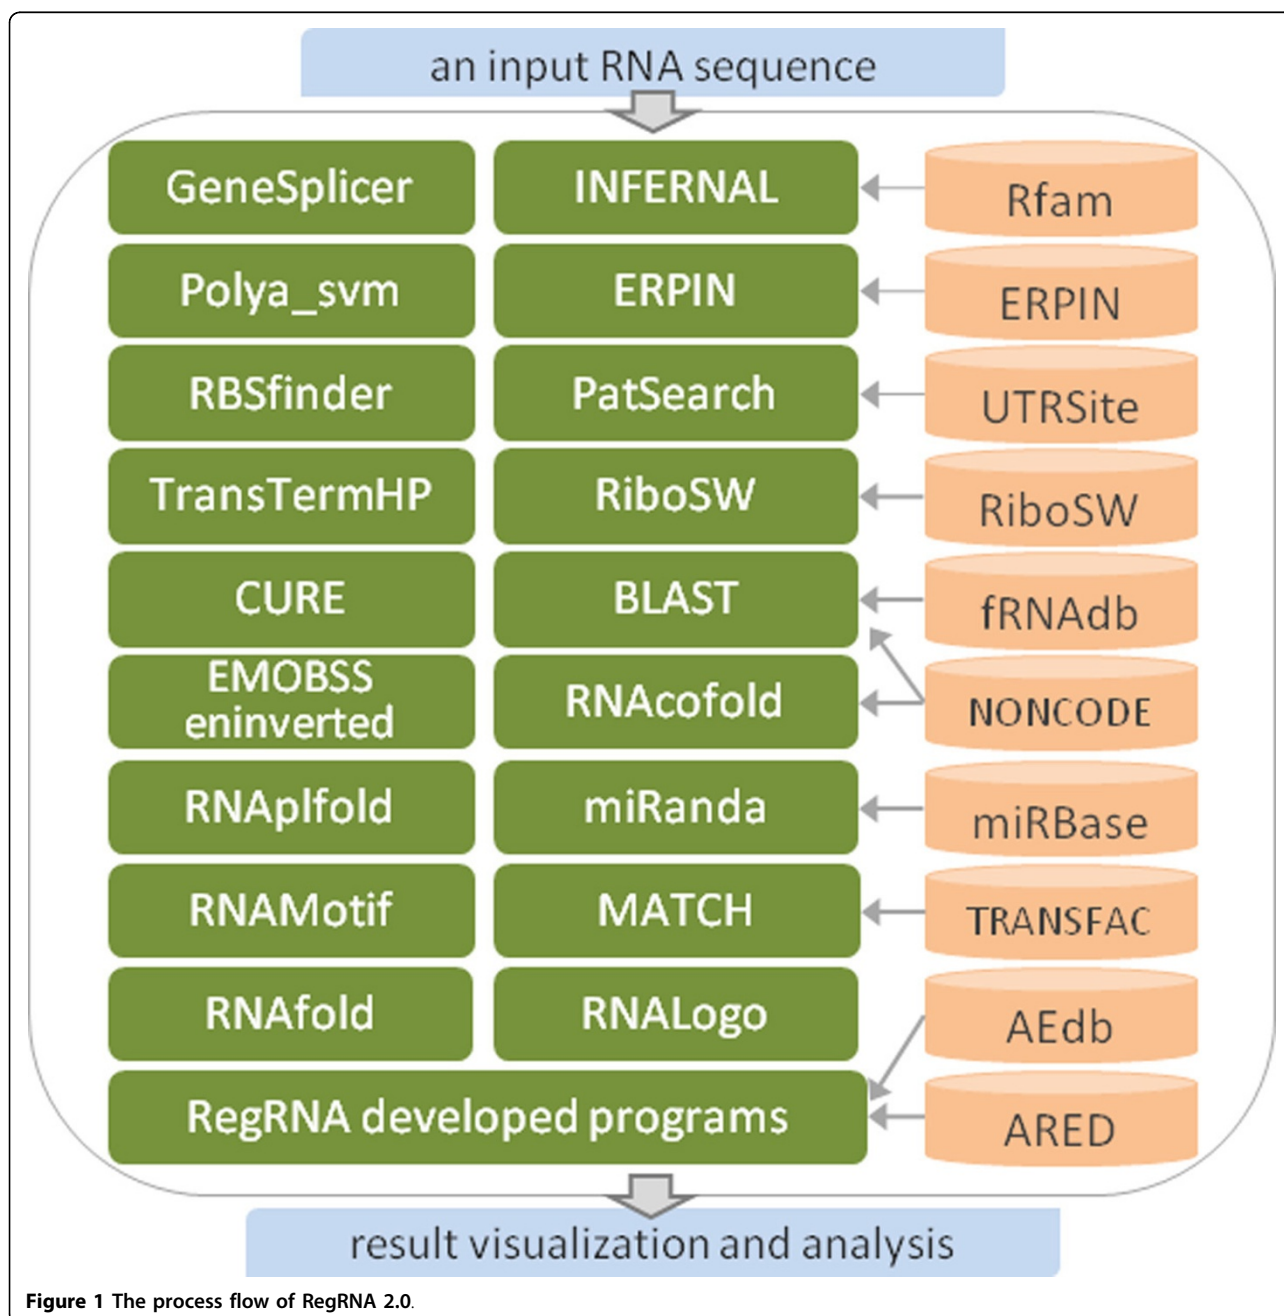 an input RNA sequence
GeneSplicer
INFERNAL
Rfam
Polya_svm
ERPIN
ERPIN
RBSfinder
PatSearch
UTRSite
TransTermHP
RiboSW
RiboSW
CURE
BLAST
fRNAdb
EMOBSS
eninverted
RNAcofold
NONCODE
RNAplfold
miRanda
miRBase
RNAMotif
MATCH
TRANSFAC
RNAfold
RNALogo
AEdb
RegRNA developed programs
ARED
result visualization and analysis
Figure 1 The process flow of RegRNA 2.0.